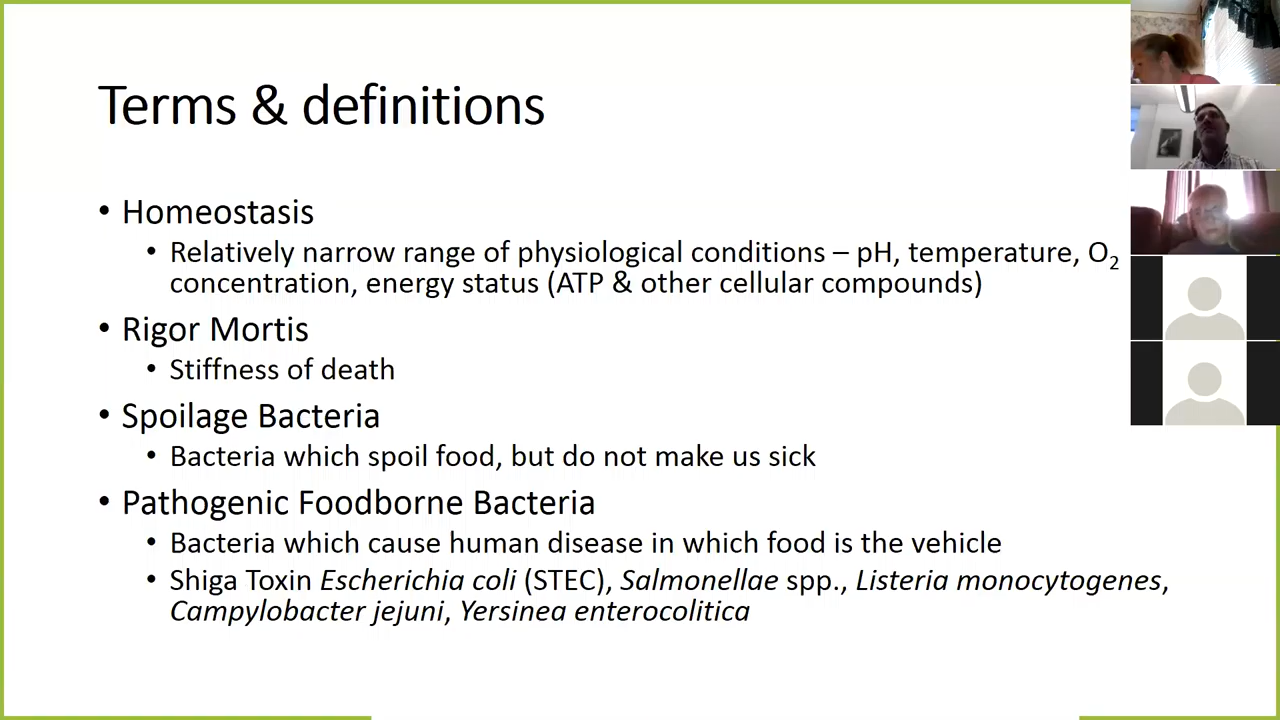 Terms & definitions
• Homeostasis
• Relatively narrow range of physiological conditions – pH, temperature, O₂
concentration, energy status (ATP & other cellular compounds)
• Rigor Mortis
• Stiffness of death
• Spoilage Bacteria
• Bacteria which spoil food, but do not make us sick
• Pathogenic Foodborne Bacteria
• Bacteria which cause human disease in which food is the vehicle
• Shiga Toxin Escherichia coli (STEC), Salmonellae spp., Listeria monocytogenes,
Campylobacter jejuni, Yersinea enterocolitica